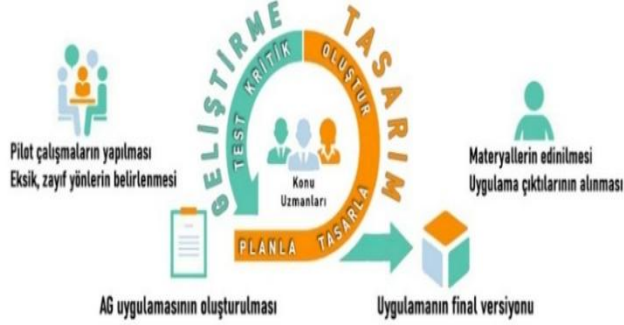 GELİŞTİRME
TASARIM
TEST KRİTİK
OLUŞTUR
PLANLA TASARLA
Konu
Uzmanları
Pilot çalışmaların yapılması
Eksik, zayıf yönlerin belirlenmesi
Materyallerin edinilmesi
Uygulama çıktılarının alınması
AG uygulamasının oluşturulması
Uygulamanın final versiyonu